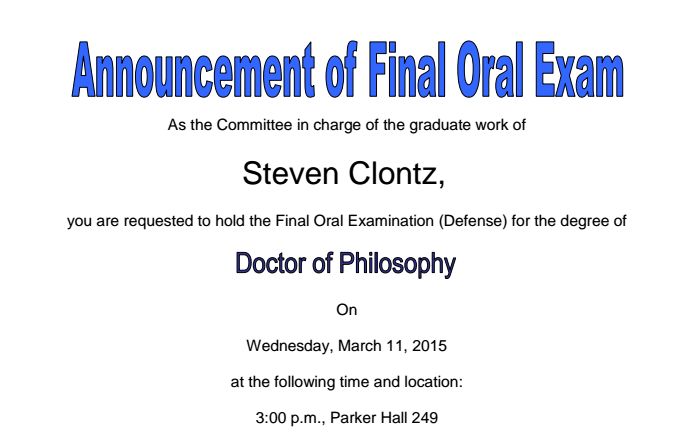 Announcement of Final Oral Exam
As the Committee in charge of the graduate work of
Steven Clontz,
you are requested to hold the Final Oral Examination (Defense) for the degree of
Doctor of Philosophy
On
Wednesday, March 11, 2015
at the following time and location:
3:00 p.m., Parker Hall 249